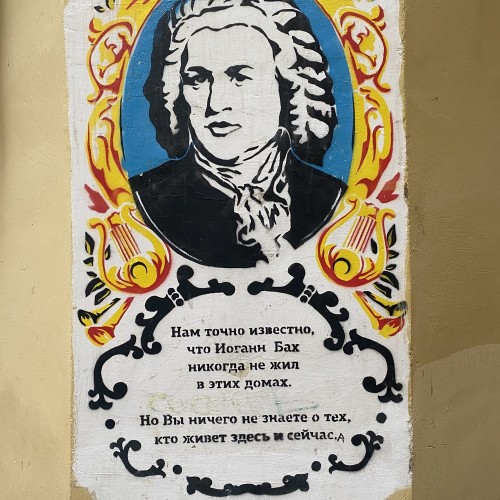 Нам точно известно,
что Иоганн Бах
никогда не жил
в этих домах.
Но Вы ничего не знаете о тех,
кто живет здесь и сейчас.